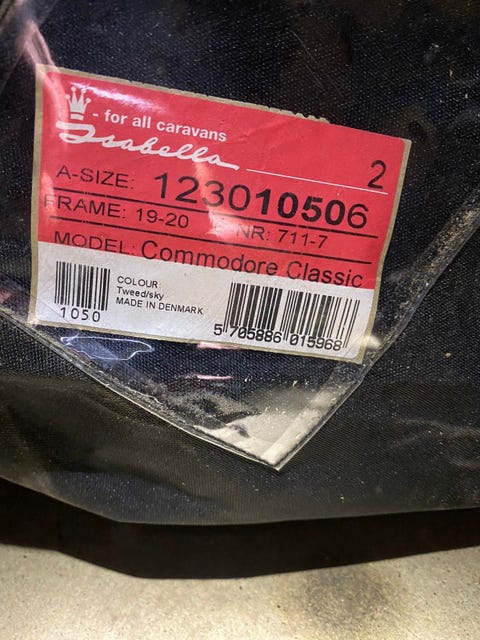 - for all caravans
Isabella
2
A-SIZE: 123010506
FRAME: 19-20 NR: 711-7
MODEL: Commodore Classic
COLOUR:
Tweed/sky
MADE IN DENMARK
1050
5 705886 015968